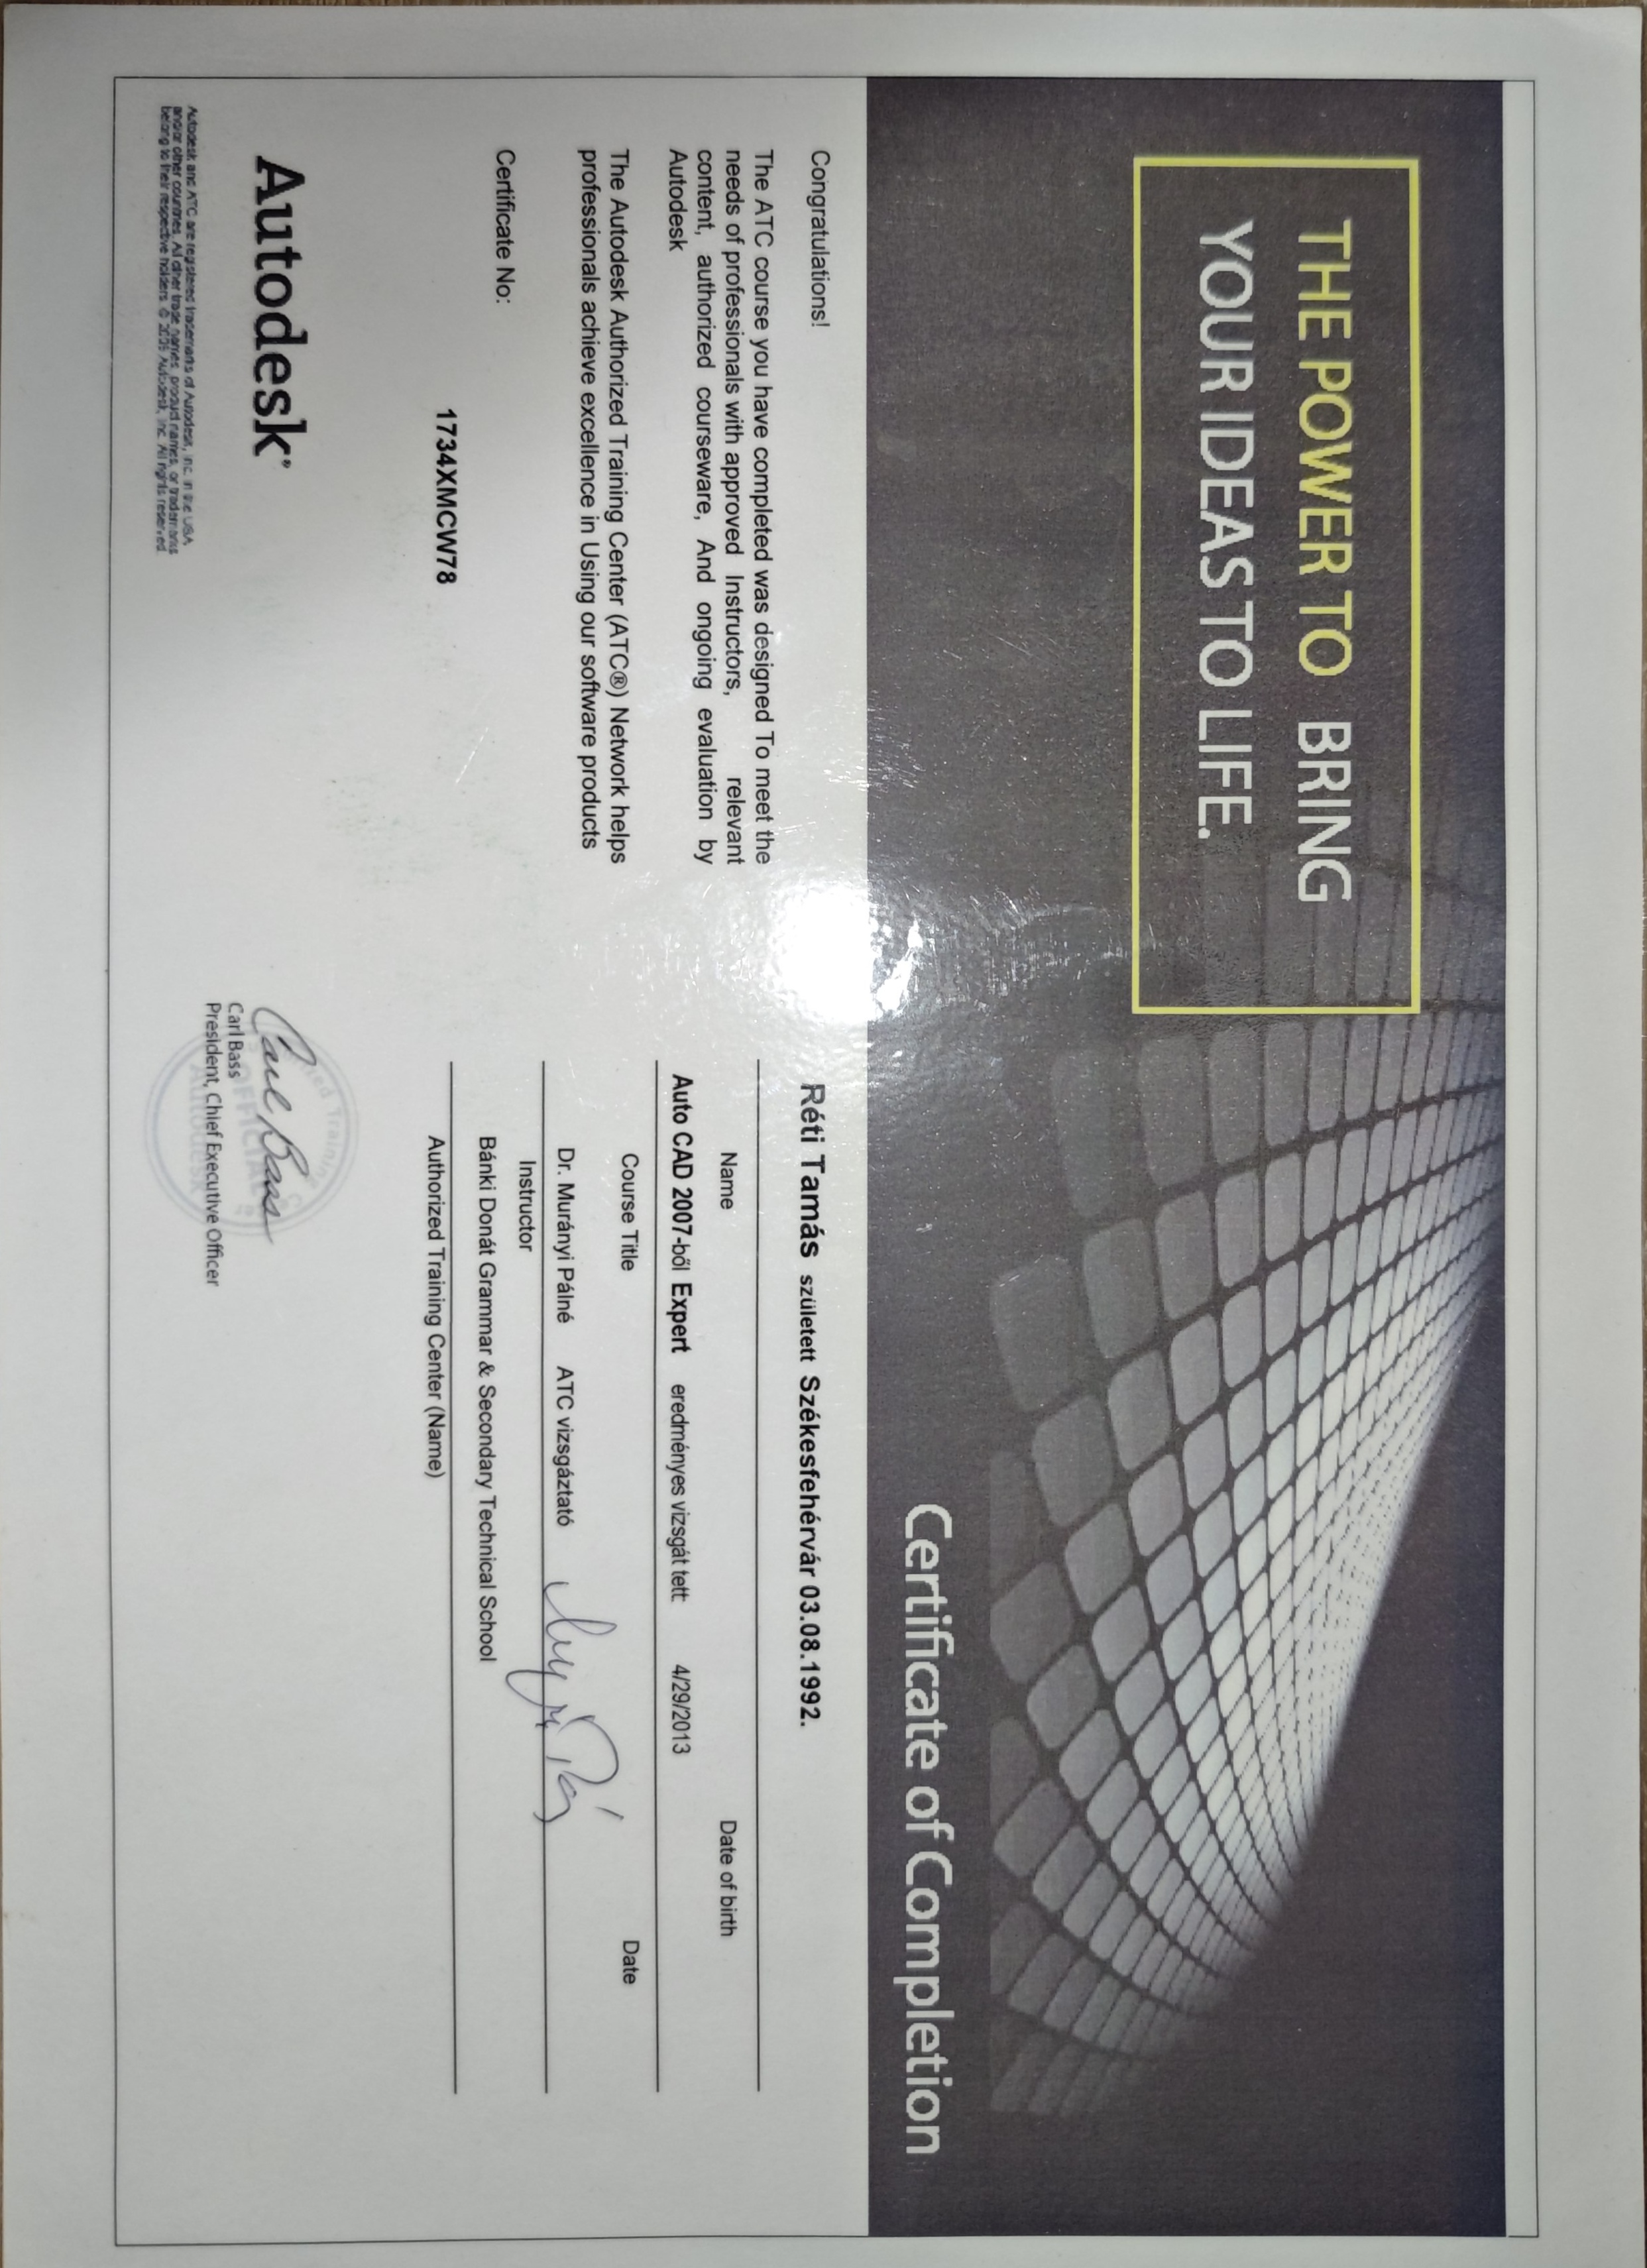 THE POWER TO BRING
YOUR IDEAS TO LIFE.
Certificate of Completion
Congratulations!
The ATC course you have completed was designed To meet the
needs of professionals with approved Instructors, relevant
content, authorized courseware, And ongoing evaluation by
Autodesk
The Autodesk Authorized Training Center (ATC®) Network helps
professionals achieve excellence in Using our software products
Certificate No:
1734XMCW78
Réti Tamás született Székesfehérvár 03.08.1992.
Name Date of birth
Auto CAD 2007-ből Expert eredményes vizsgát tett: 4/29/2013
Course Title Date
Dr. Murányi Pálné ATC vizsgáztató
Instructor
Bánki Donát Grammar & Secondary Technical School
Authorized Training Center (Name)
Autodesk
Carl Bass
Training
OFFICIAL
Carl Bass
President, Chief Executive Officer
Autodesk
Autodesk and ATC are registered trademarks of Autodesk, Inc. in the USA
and/or other countries. All other trade names, product names, or trademarks
belong to their respective holders. © Autodesk, Inc. All rights reserved.